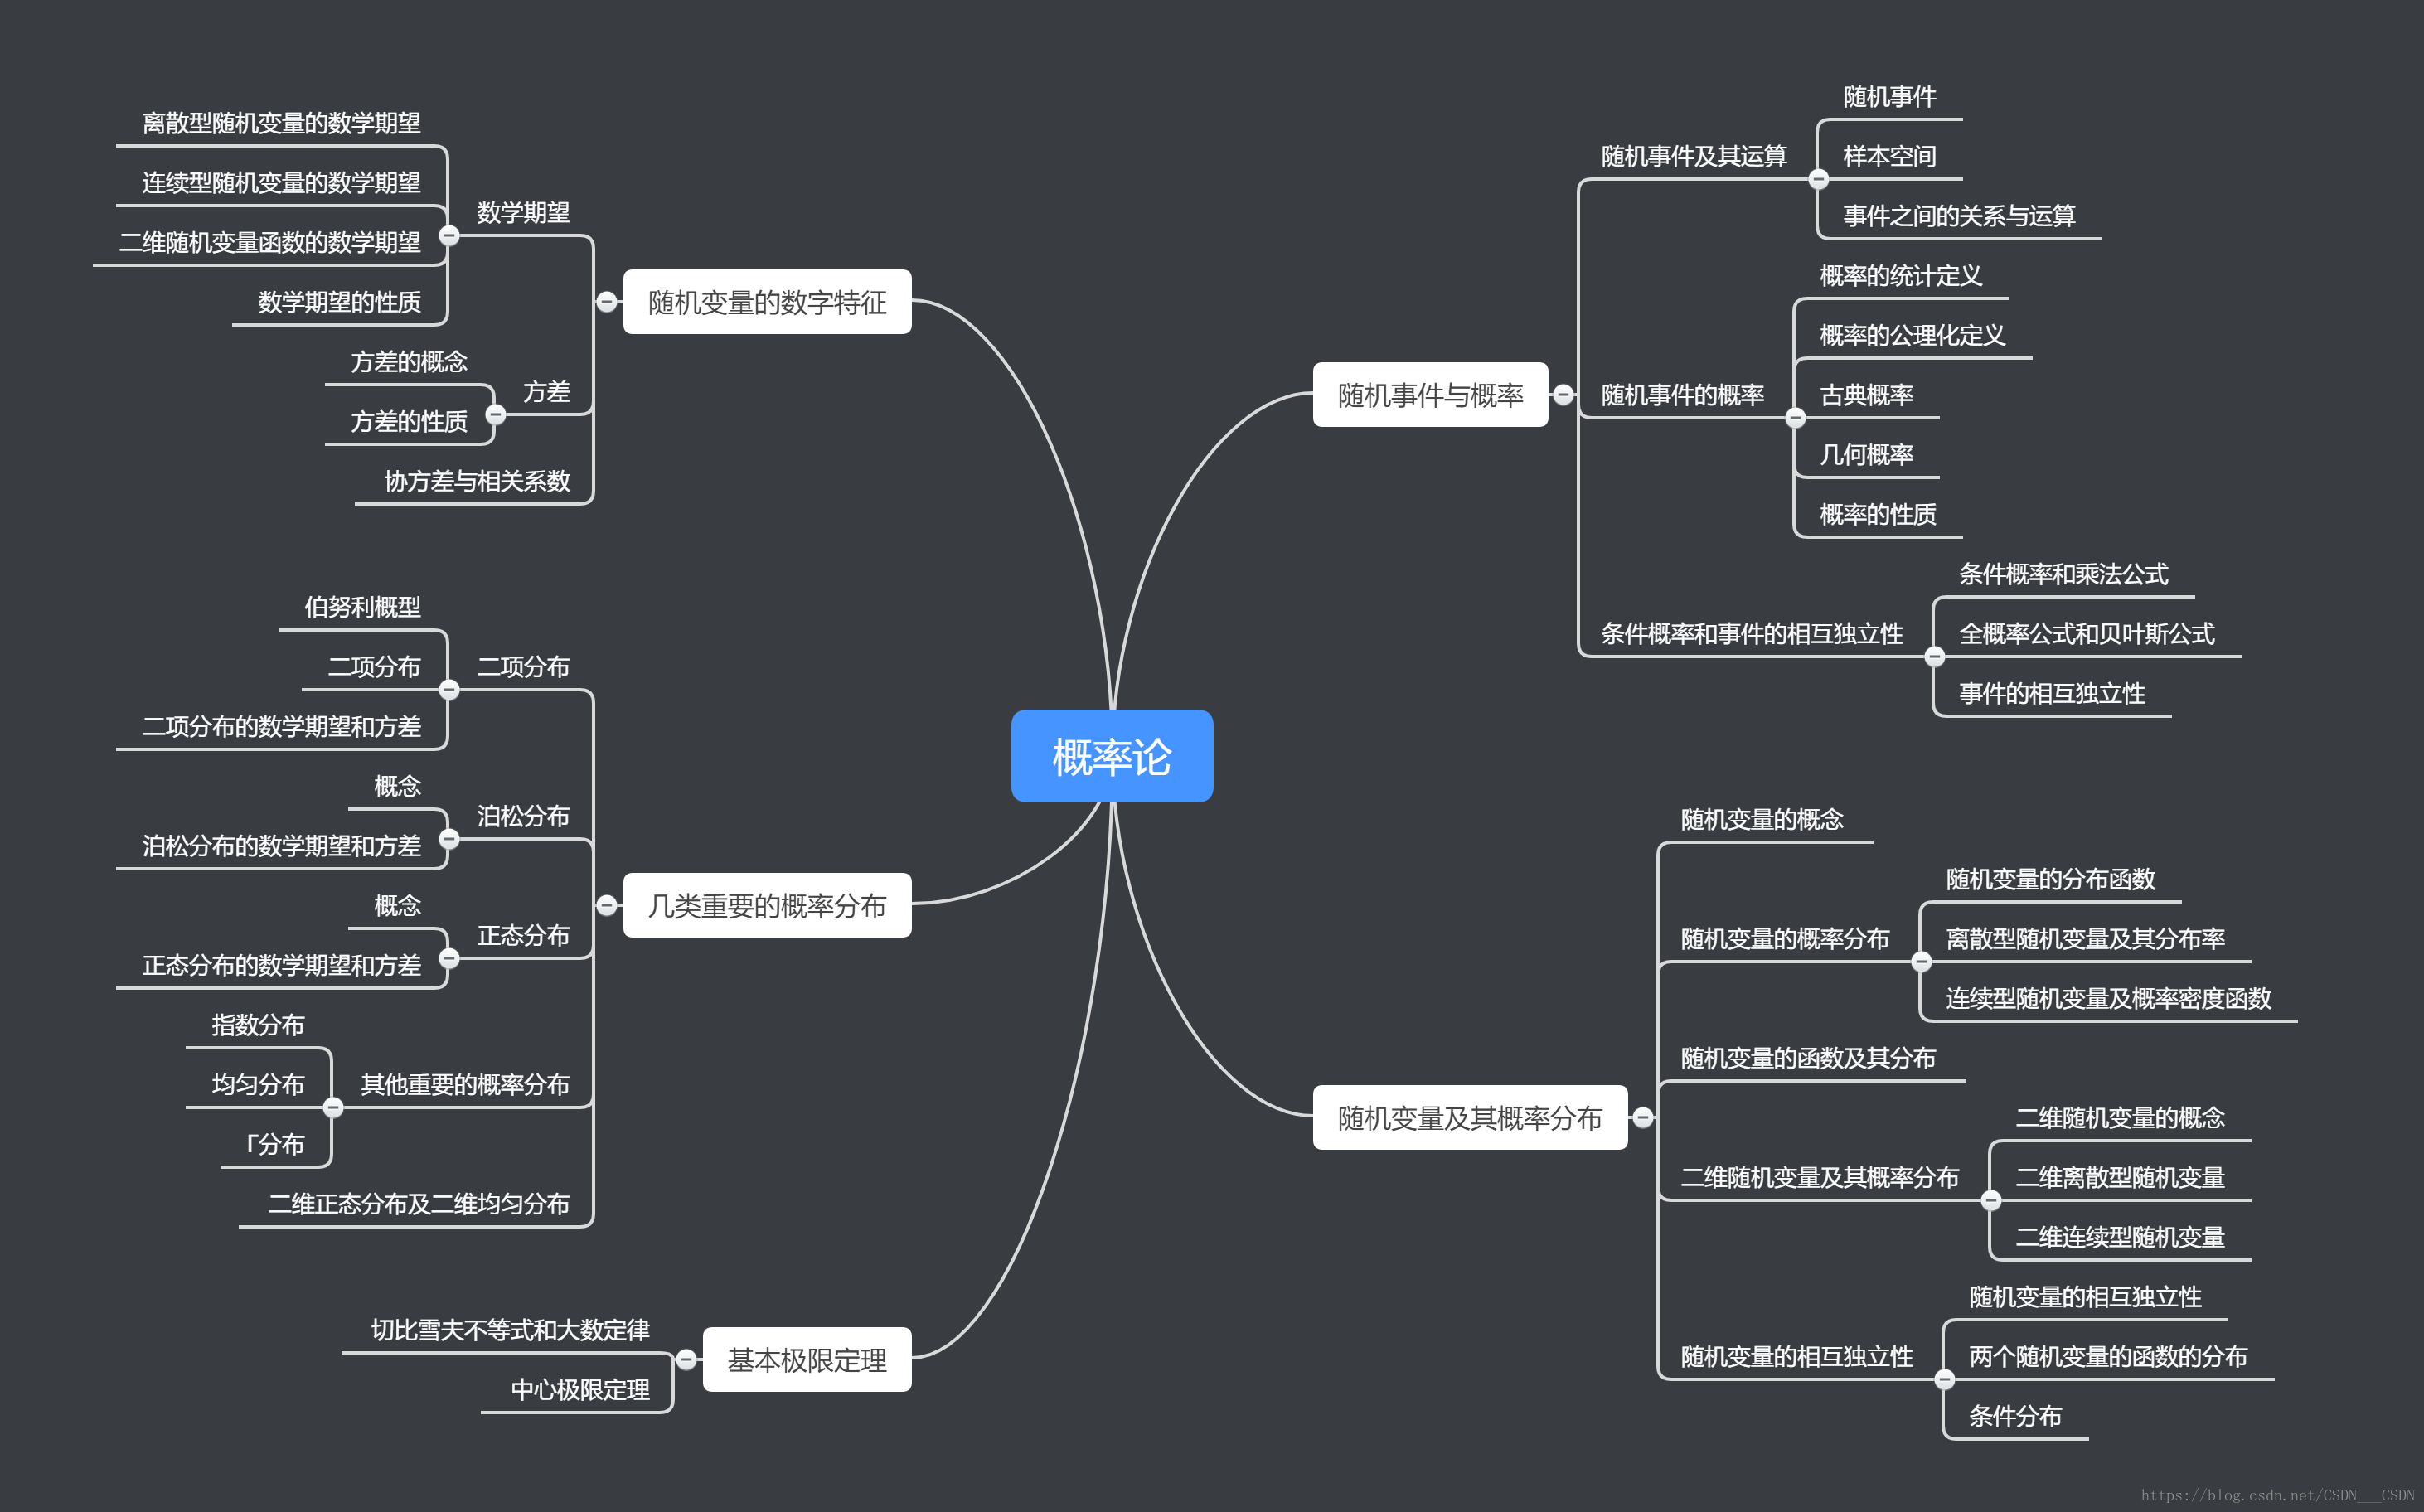 概率论
随机事件与概率
随机事件及其运算
随机事件
样本空间
事件之间的关系与运算
随机事件的概率
概率的统计定义
概率的公理化定义
古典概率
几何概率
概率的性质
条件概率和事件的相互独立性
条件概率和乘法公式
全概率公式和贝叶斯公式
事件的相互独立性
随机变量及其概率分布
随机变量的概念
随机变量的概率分布
随机变量的分布函数
离散型随机变量及其分布率
连续型随机变量及概率密度函数
随机变量的函数及其分布
二维随机变量及其概率分布
二维随机变量的概念
二维离散型随机变量
二维连续型随机变量
随机变量的相互独立性
随机变量的相互独立性
两个随机变量的函数的分布
条件分布
随机变量的数字特征
数学期望
离散型随机变量的数学期望
连续型随机变量的数学期望
二维随机变量函数的数学期望
数学期望的性质
方差
方差的概念
方差的性质
协方差与相关系数
几类重要的概率分布
二项分布
伯努利概型
二项分布
二项分布的数学期望和方差
泊松分布
概念
泊松分布的数学期望和方差
正态分布
概念
正态分布的数学期望和方差
其他重要的概率分布
指数分布
均匀分布
Γ分布
二维正态分布及二维均匀分布
基本极限定理
切比雪夫不等式和大数定律
中心极限定理
https://blog.csdn.net/CSDN___CSDN